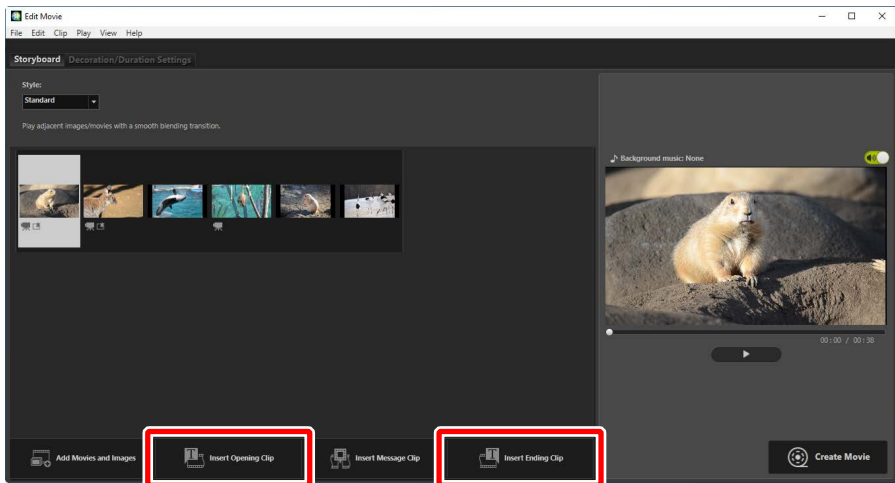 Edit Movie
File Edit Clip Play View Help
Storyboard Decoration/Duration Settings
Style:
Standard
Play adjacent images/movies with a smooth blending transition.
Background music: None
00:00 / 00:38
Add Movies and Images
Insert Opening Clip
Insert Message Clip
Insert Ending Clip
Create Movie